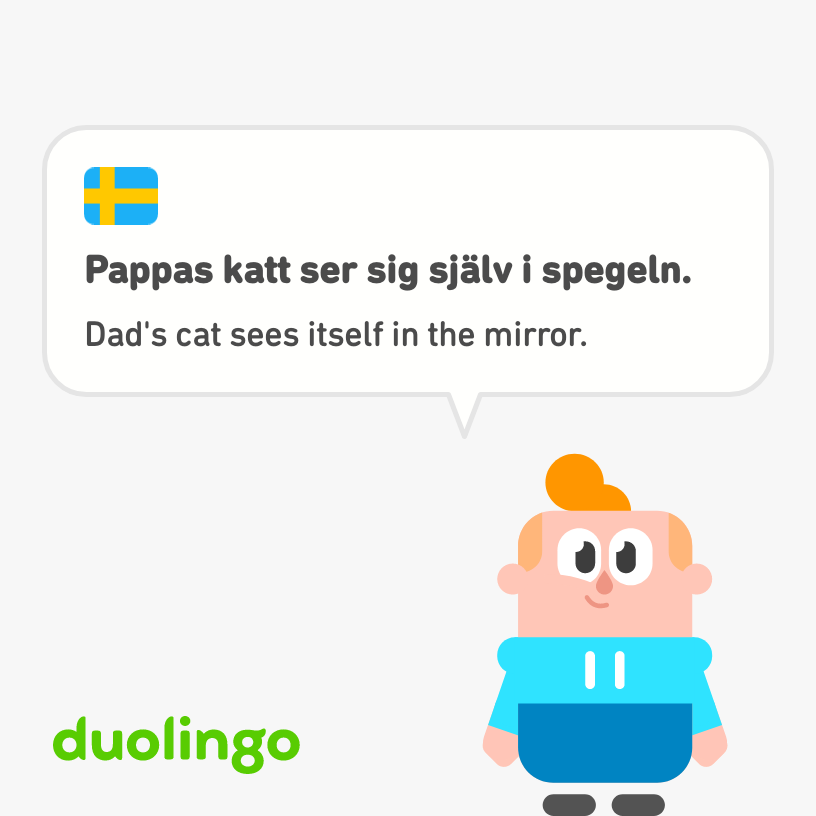 Pappas katt ser sig själv i spegeln.
Dad's cat sees itself in the mirror.
duolingo